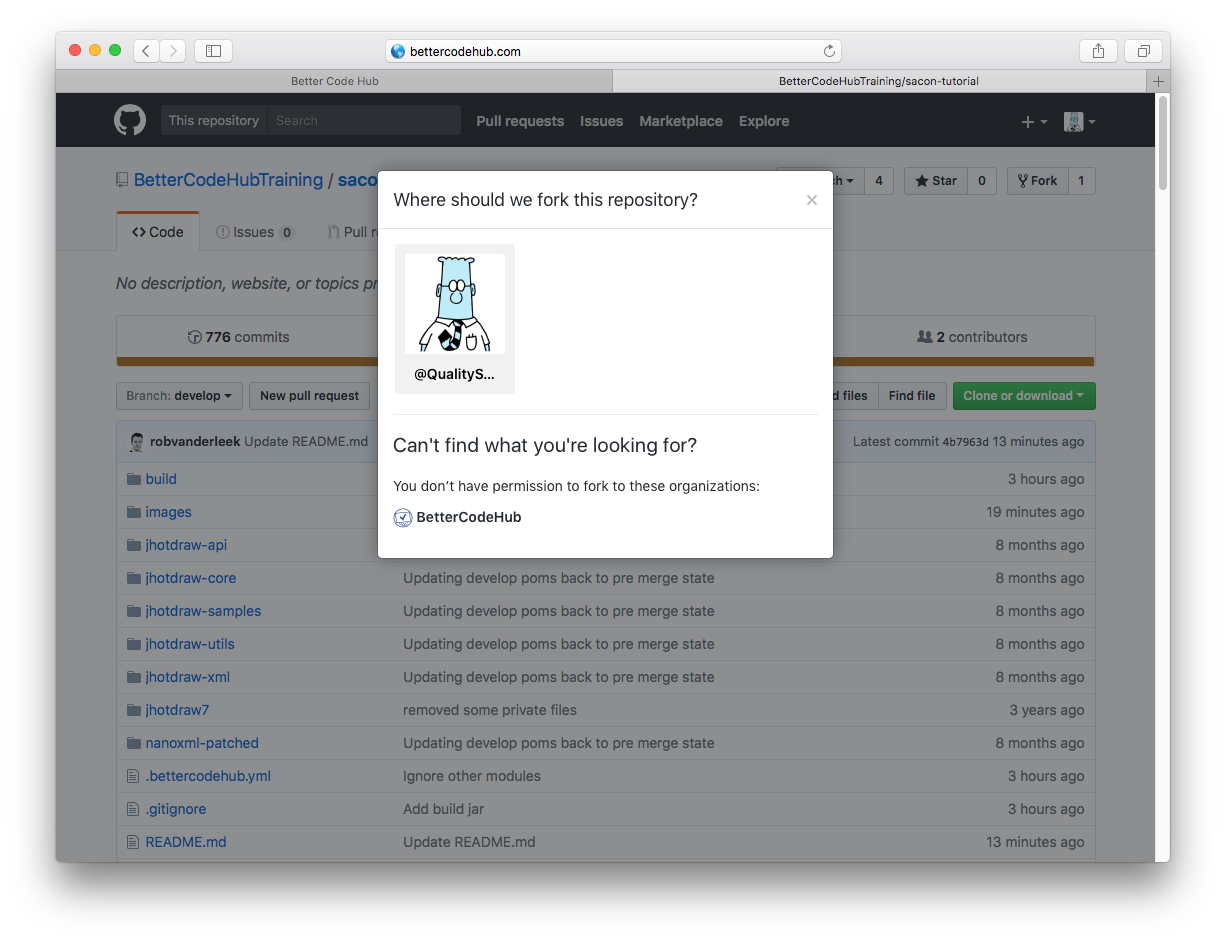 bettercodehub.com
Better Code Hub
BetterCodeHubTraining/sacon-tutorial
This repository Search Pull requests Issues Marketplace Explore
BetterCodeHubTraining / saco
4 Star 0 Fork 1
Where should we fork this repository?
Code Issues 0 Pull r
No description, website, or topics pr
@QualityS...
776 commits
2 contributors
Branch: develop New pull request
files Find file Clone or download
robvanderleek Update README.md
Latest commit 4b7963d 13 minutes ago
Can't find what you're looking for?
You don’t have permission to fork to these organizations:
BetterCodeHub
build 3 hours ago
images 19 minutes ago
jhotdraw-api 8 months ago
jhotdraw-core Updating develop poms back to pre merge state 8 months ago
jhotdraw-samples Updating develop poms back to pre merge state 8 months ago
jhotdraw-utils Updating develop poms back to pre merge state 8 months ago
jhotdraw-xml Updating develop poms back to pre merge state 8 months ago
jhotdraw7 removed some private files 3 years ago
nanoxml-patched Updating develop poms back to pre merge state 8 months ago
.bettercodehub.yml Ignore other modules 3 hours ago
.gitignore Add build jar 3 hours ago
README.md Update README.md 13 minutes ago